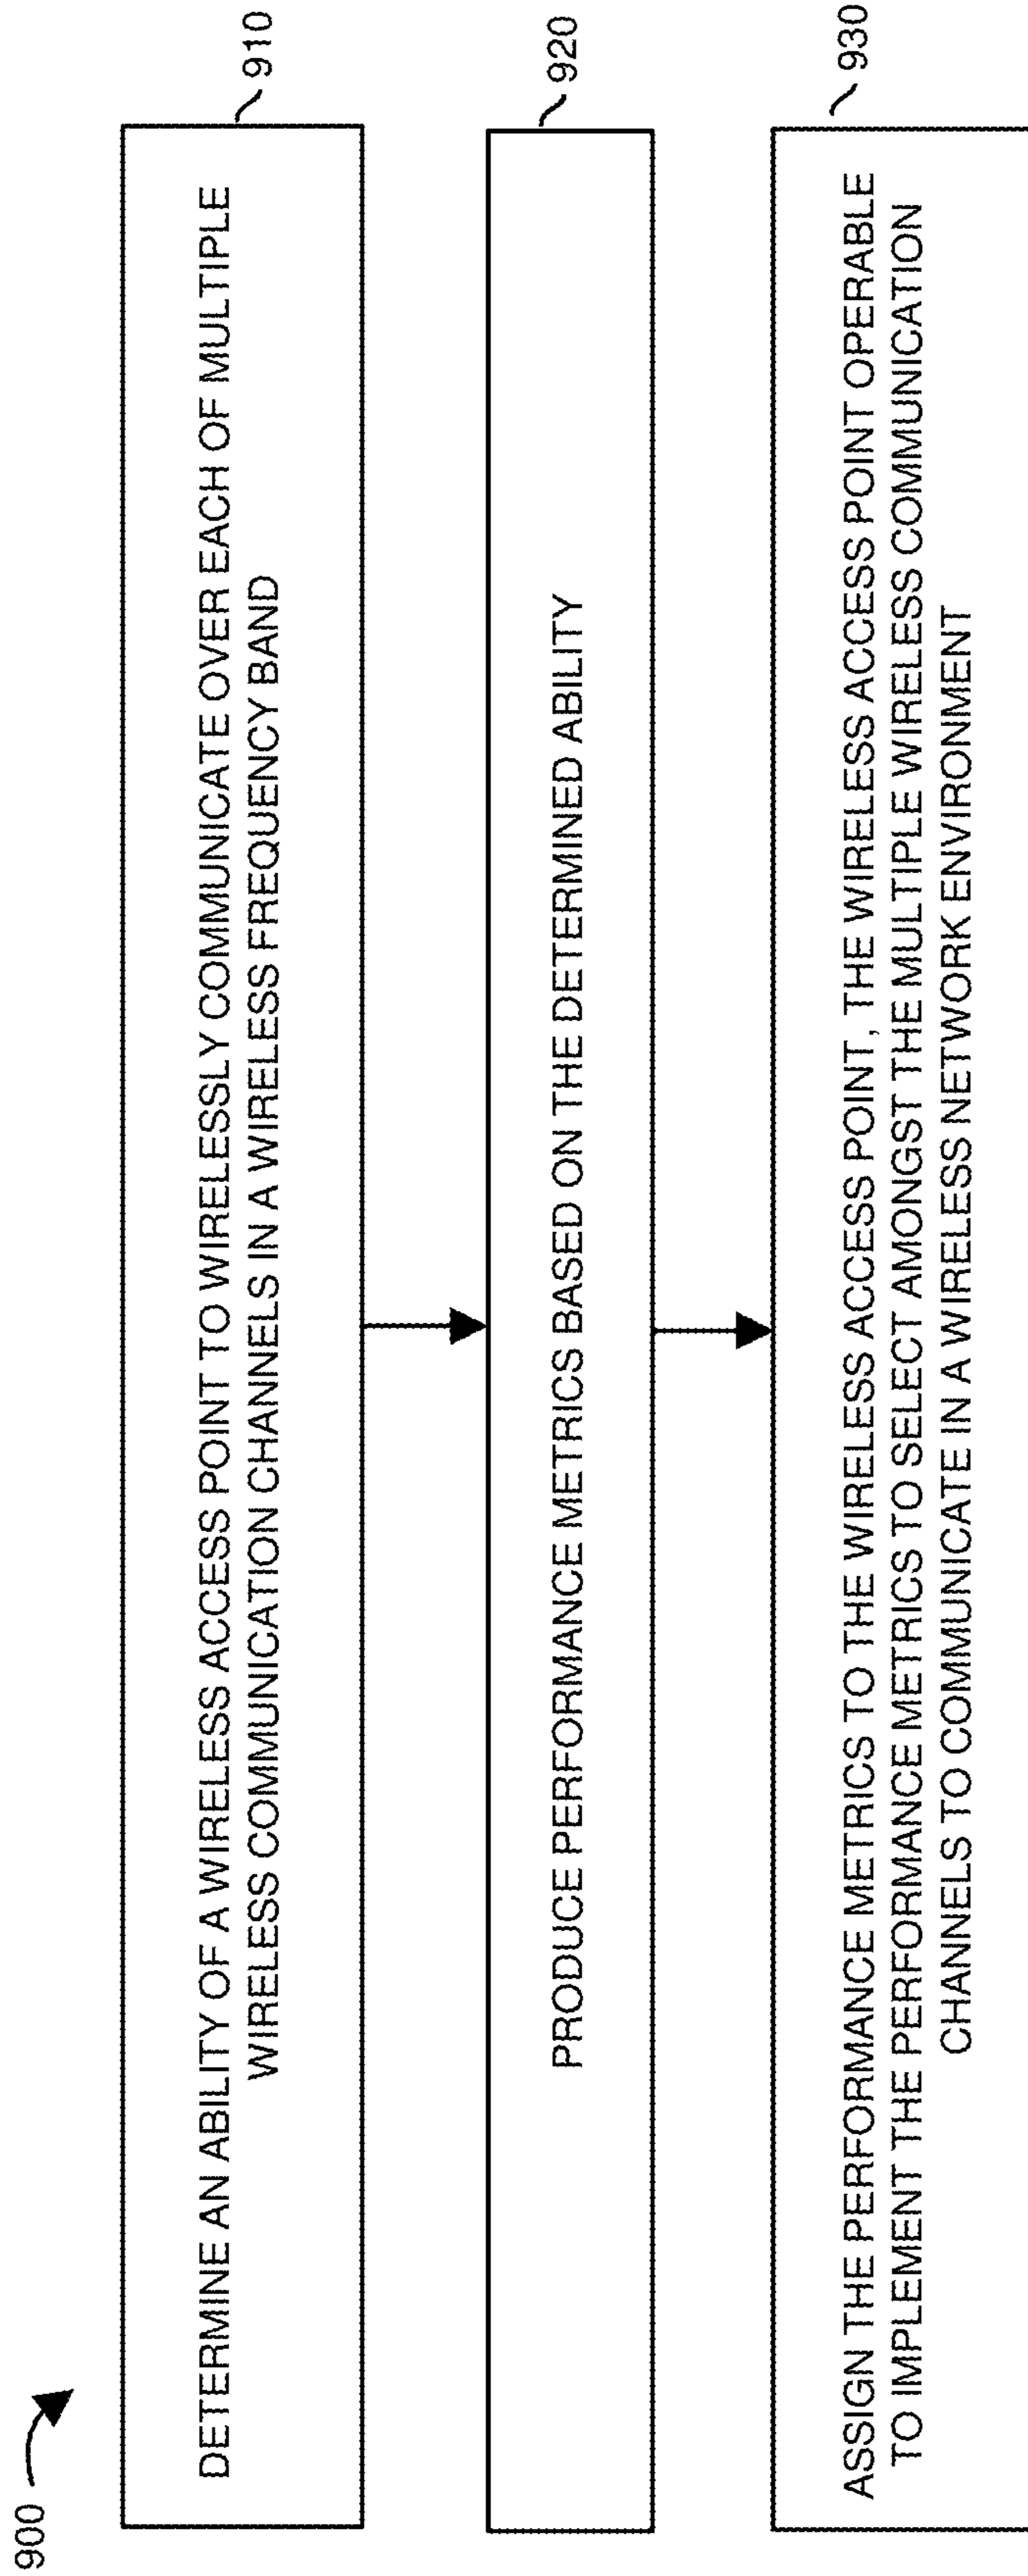 900
DETERMINE AN ABILITY OF A WIRELESS ACCESS POINT TO WIRELESSLY COMMUNICATE OVER EACH OF MULTIPLE
WIRELESS COMMUNICATION CHANNELS IN A WIRELESS FREQUENCY BAND
910
PRODUCE PERFORMANCE METRICS BASED ON THE DETERMINED ABILITY
920
ASSIGN THE PERFORMANCE METRICS TO THE WIRELESS ACCESS POINT, THE WIRELESS ACCESS POINT OPERABLE
TO IMPLEMENT THE PERFORMANCE METRICS TO SELECT AMONGST THE MULTIPLE WIRELESS COMMUNICATION
CHANNELS TO COMMUNICATE IN A WIRELESS NETWORK ENVIRONMENT
930